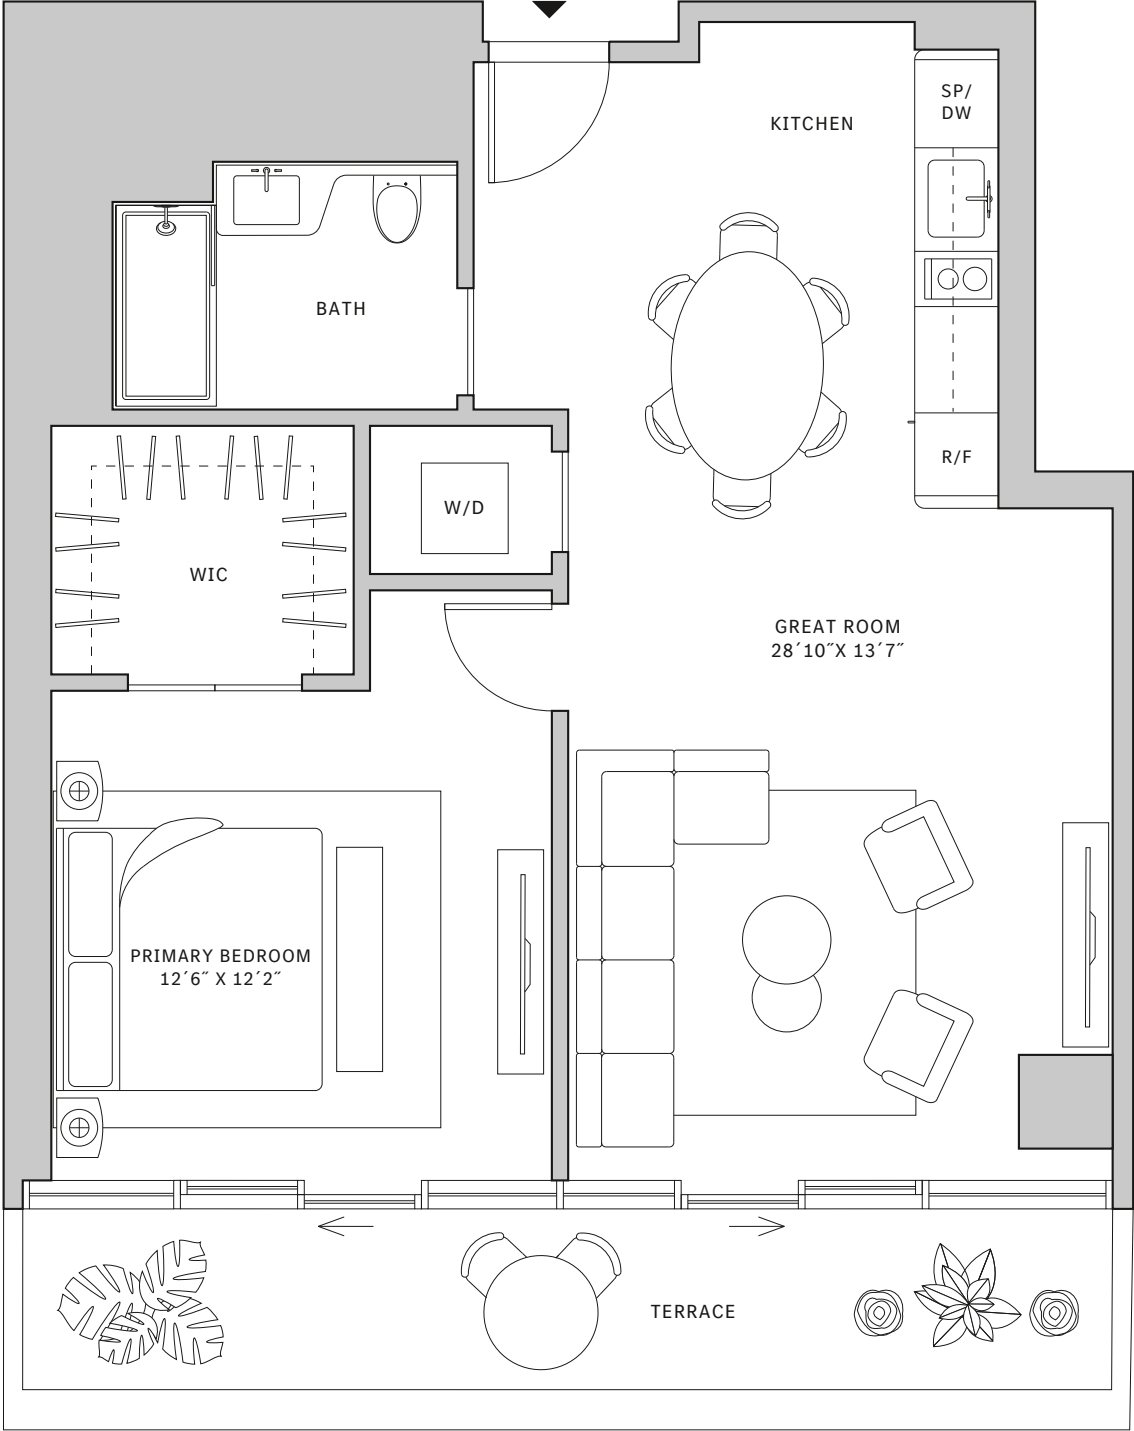 KITCHEN
SP/
DW
BATH
R/F
W/D
WIC
GREAT ROOM
28´10˝X 13´7˝
PRIMARY BEDROOM
12´6˝ X 12´2˝
TERRACE